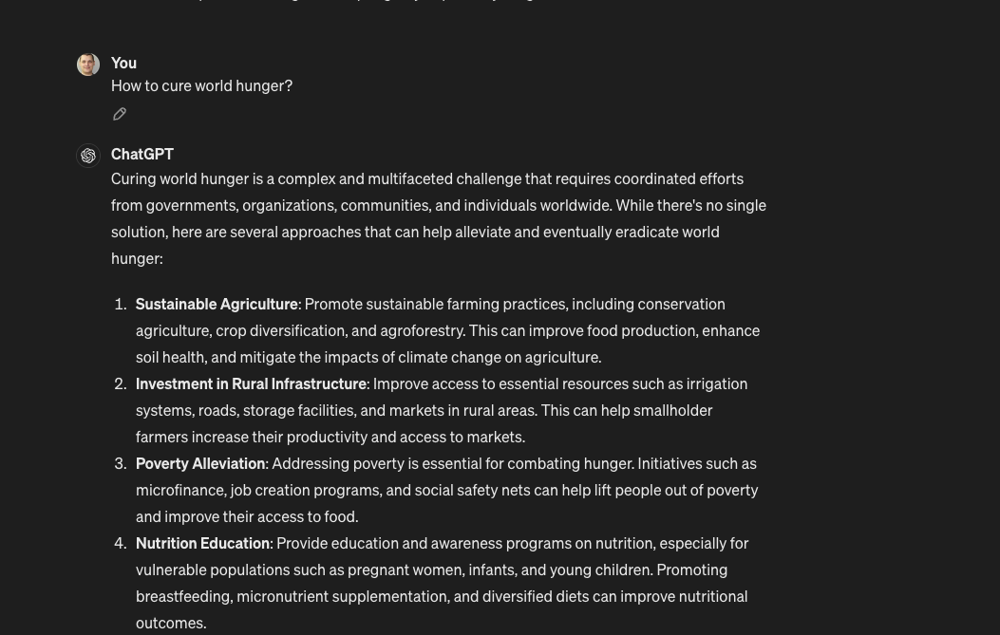 You
How to cure world hunger?
ChatGPT
Curing world hunger is a complex and multifaceted challenge that requires coordinated efforts
from governments, organizations, communities, and individuals worldwide. While there's no single
solution, here are several approaches that can help alleviate and eventually eradicate world
hunger:
1. Sustainable Agriculture: Promote sustainable farming practices, including conservation
agriculture, crop diversification, and agroforestry. This can improve food production, enhance
soil health, and mitigate the impacts of climate change on agriculture.
2. Investment in Rural Infrastructure: Improve access to essential resources such as irrigation
systems, roads, storage facilities, and markets in rural areas. This can help smallholder
farmers increase their productivity and access to markets.
3. Poverty Alleviation: Addressing poverty is essential for combating hunger. Initiatives such as
microfinance, job creation programs, and social safety nets can help lift people out of poverty
and improve their access to food.
4. Nutrition Education: Provide education and awareness programs on nutrition, especially for
vulnerable populations such as pregnant women, infants, and young children. Promoting
breastfeeding, micronutrient supplementation, and diversified diets can improve nutritional
outcomes.